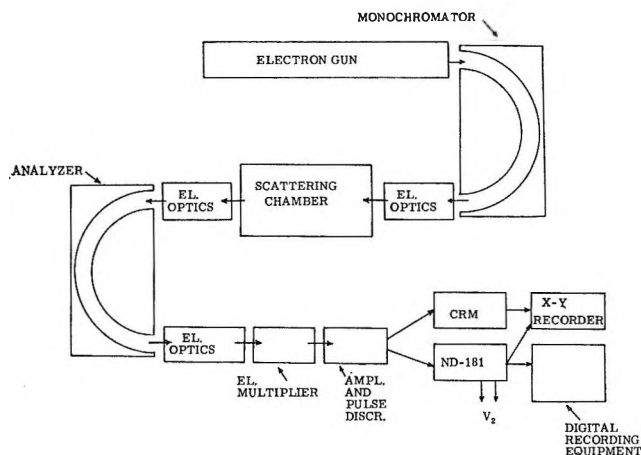 MONOCHROMATOR
ELECTRON GUN
ANALYZER
EL.
OPTICS
SCATTERING
CHAMBER
EL.
OPTICS
EL.
OPTICS
CRM
X-Y
RECORDER
ND-181
EL.
MULTIPLIER
AMPL.
AND
PULSE
DISCR.
V₂
DIGITAL
RECORDING
EQUIPMENT